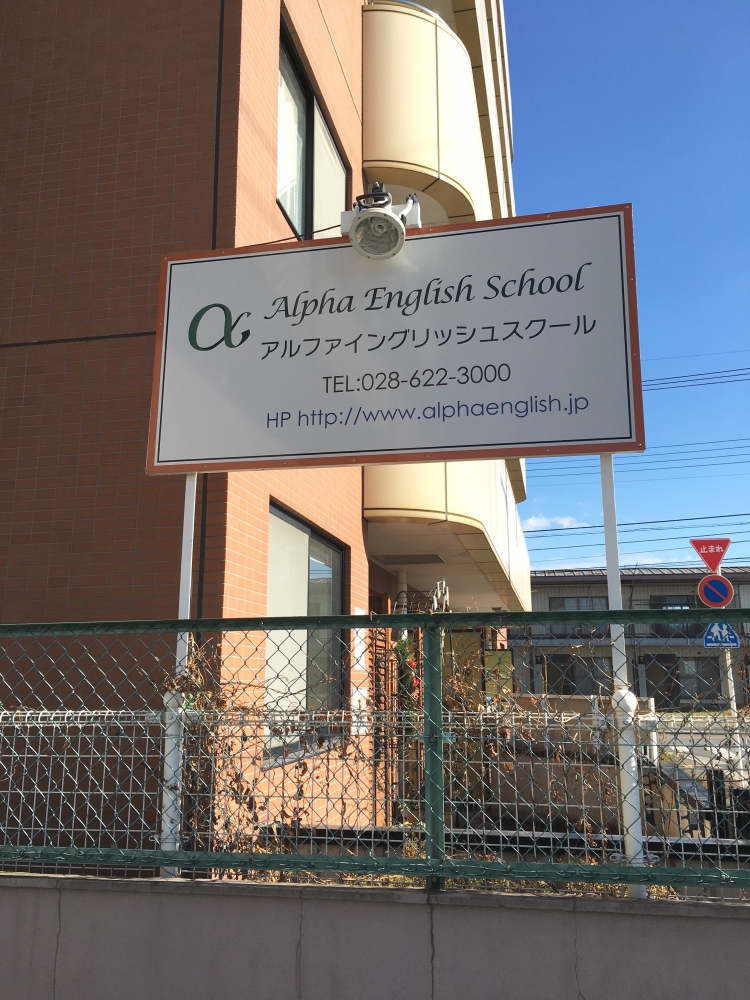 α Alpha English School
アルファイングリッシュスクール
TEL:028-622-3000
HP http://www.alphaenglish.jp
止まれ